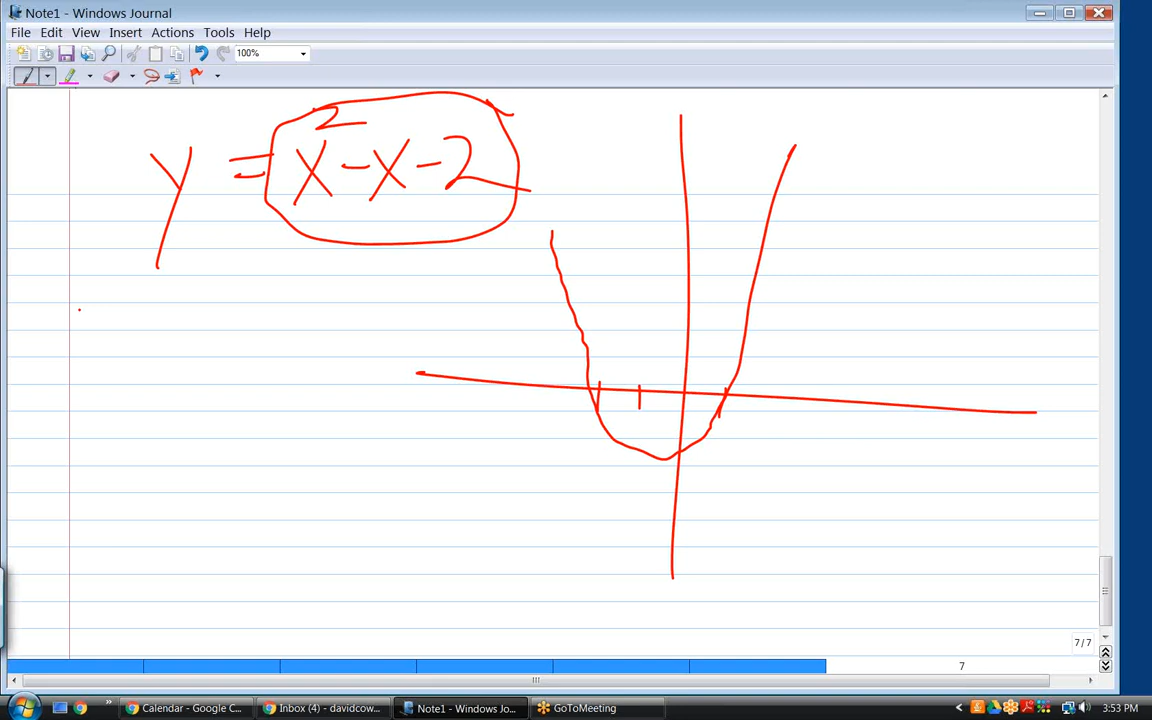 Note1 - Windows Journal
File Edit View Insert Actions Tools Help
100%
y = x² - x - 2
7/7
7
Calendar - Google C... Inbox (4) - davidcow... Note1 - Windows Jo... GoToMeeting 3:53 PM